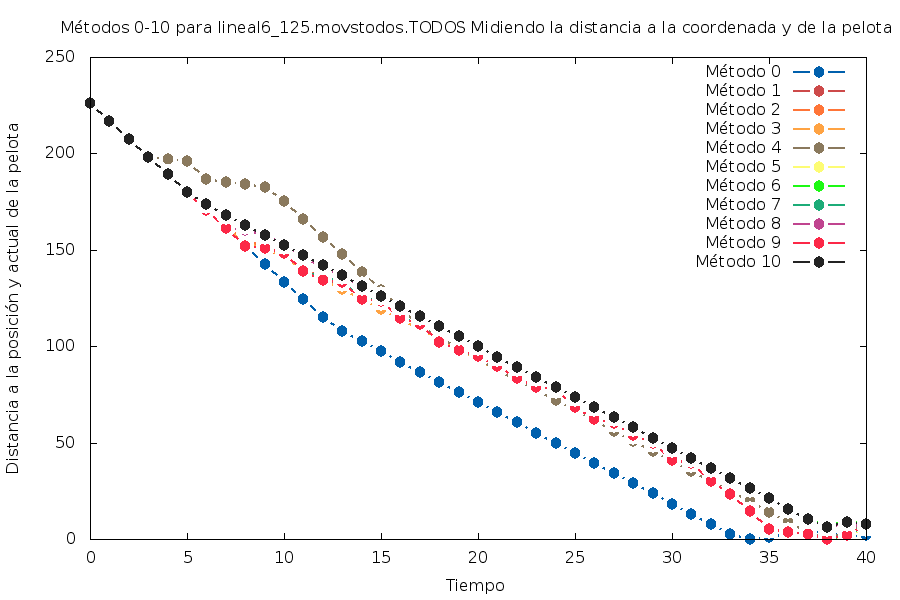 Métodos 0-10 para lineal6_125.movstodos.TODOS Midiendo la distancia a la coordenada y de la pelota
250
200
150
100
50
0
Distancia a la posición y actual de la pelota
Método 0
Método 1
Método 2
Método 3
Método 4
Método 5
Método 6
Método 7
Método 8
Método 9
Método 10
0 5 10 15 20 25 30 35 40
Tiempo